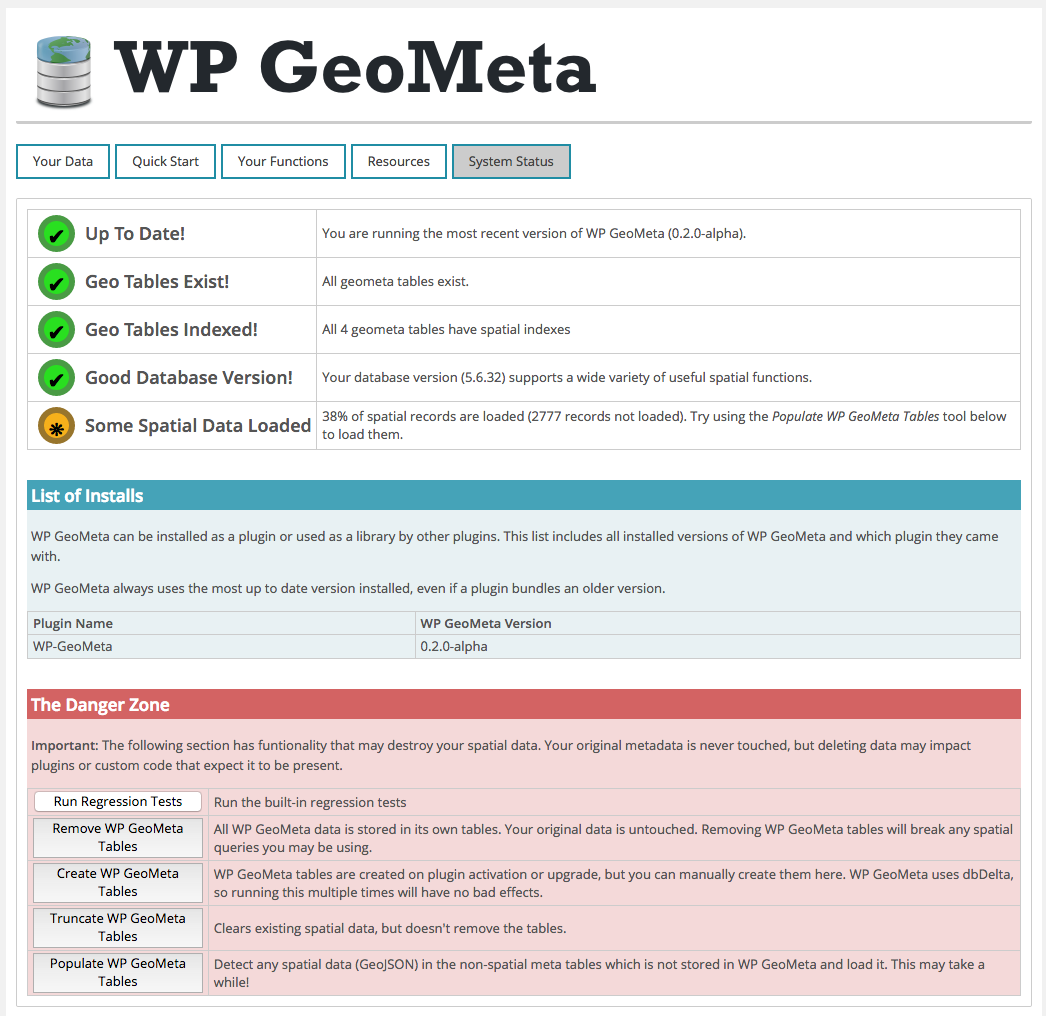 WP GeoMeta
Your Data
Quick Start
Your Functions
Resources
System Status
Up To Date!
You are running the most recent version of WP GeoMeta (0.2.0-alpha).
Geo Tables Exist!
All geometa tables exist.
Geo Tables Indexed!
All 4 geometa tables have spatial indexes
Good Database Version!
Your database version (5.6.32) supports a wide variety of useful spatial functions.
Some Spatial Data Loaded
38% of spatial records are loaded (2777 records not loaded). Try using the Populate WP GeoMeta Tables tool below
to load them.
List of Installs
WP GeoMeta can be installed as a plugin or used as a library by other plugins. This list includes all installed versions of WP GeoMeta and which plugin they came
with.
WP GeoMeta always uses the most up to date version installed, even if a plugin bundles an older version.
Plugin Name
WP GeoMeta Version
WP-GeoMeta
0.2.0-alpha
The Danger Zone
Important: The following section has funtionality that may destroy your spatial data. Your original metadata is never touched, but deleting data may impact
plugins or custom code that expect it to be present.
Run Regression Tests
Run the built-in regression tests
Remove WP GeoMeta
Tables
All WP GeoMeta data is stored in its own tables. Your original data is untouched. Removing WP GeoMeta tables will break any spatial
queries you may be using.
Create WP GeoMeta
Tables
WP GeoMeta tables are created on plugin activation or upgrade, but you can manually create them here. WP GeoMeta uses dbDelta,
so running this multiple times will have no bad effects.
Truncate WP GeoMeta
Tables
Clears existing spatial data, but doesn't remove the tables.
Populate WP GeoMeta
Tables
Detect any spatial data (GeoJSON) in the non-spatial meta tables which is not stored in WP GeoMeta and load it. This may take a
while!